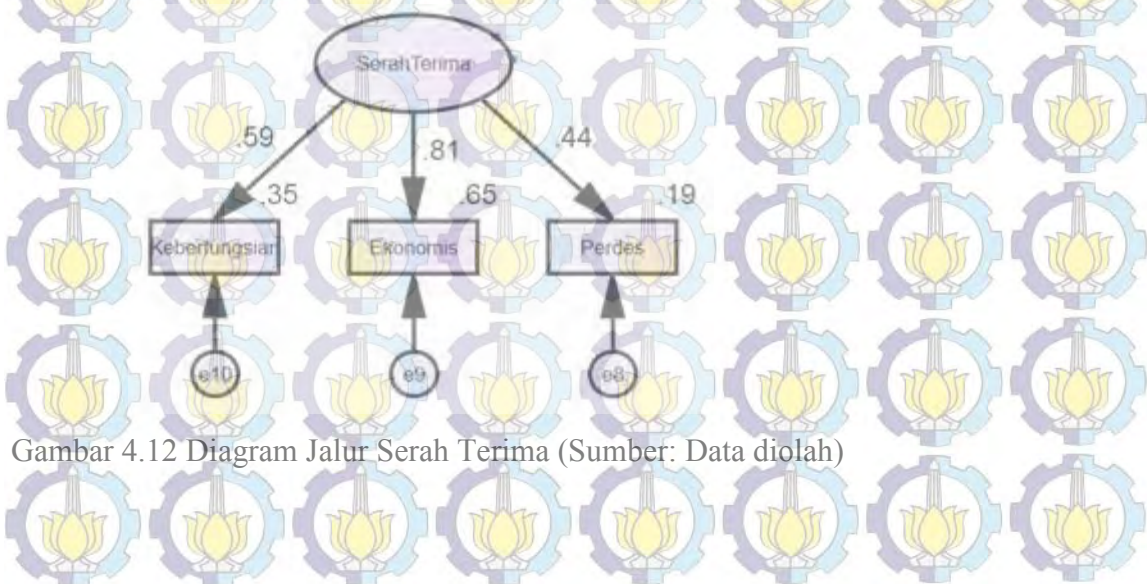 SerahTerima
.59
.81
.44
.35
.65
.19
Keberfungsian
Ekonomis
Perdes
e10
e9
e8
Gambar 4.12 Diagram Jalur Serah Terima (Sumber: Data diolah)